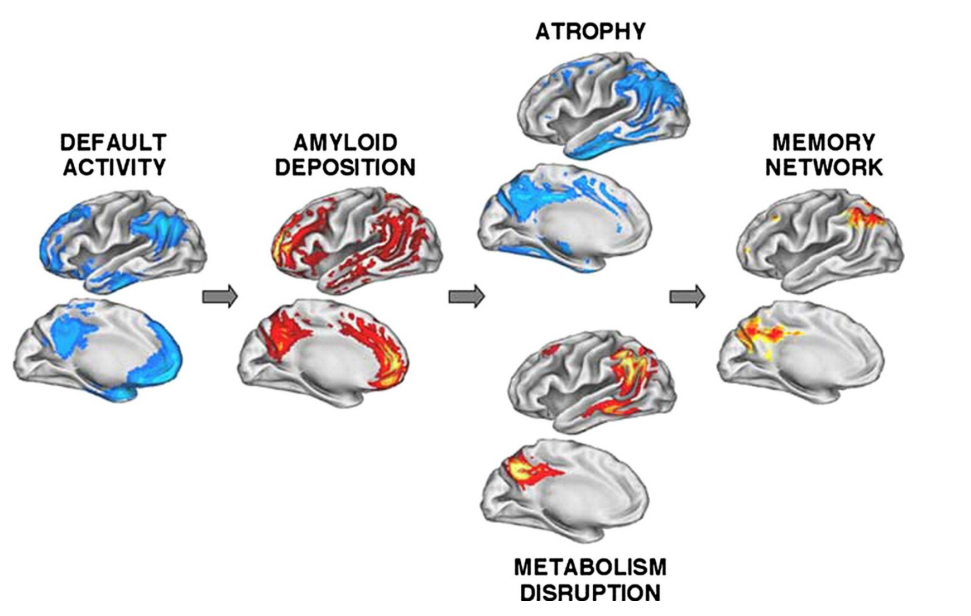 ATROPHY
DEFAULT
ACTIVITY
AMYLOID
DEPOSITION
MEMORY
NETWORK
METABOLISM
DISRUPTION